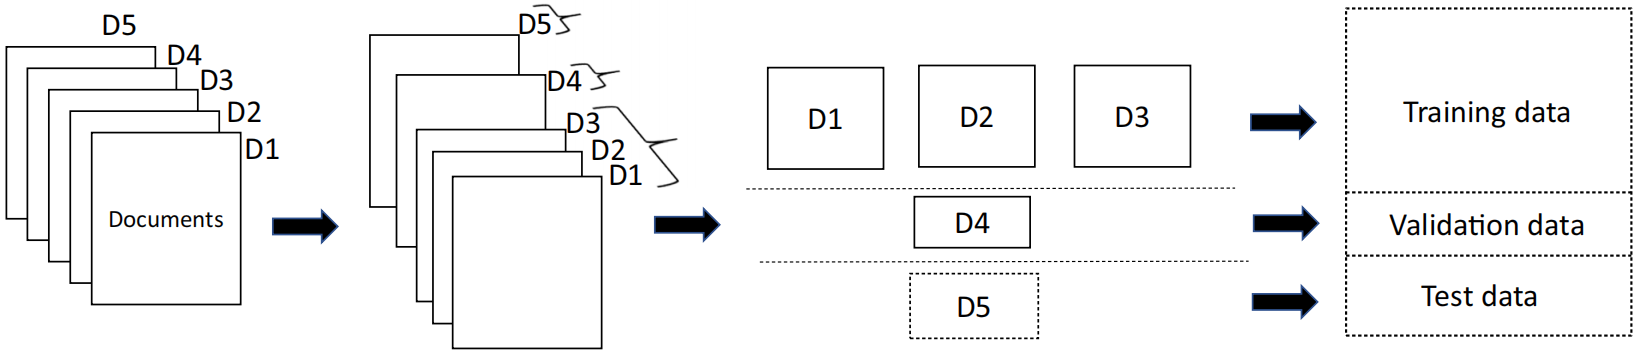 D5
D4
D3
D2
D1
Documents
D5
D4
D3
D2
D1
D1 D2 D3
D4
D5
Training data
Validation data
Test data